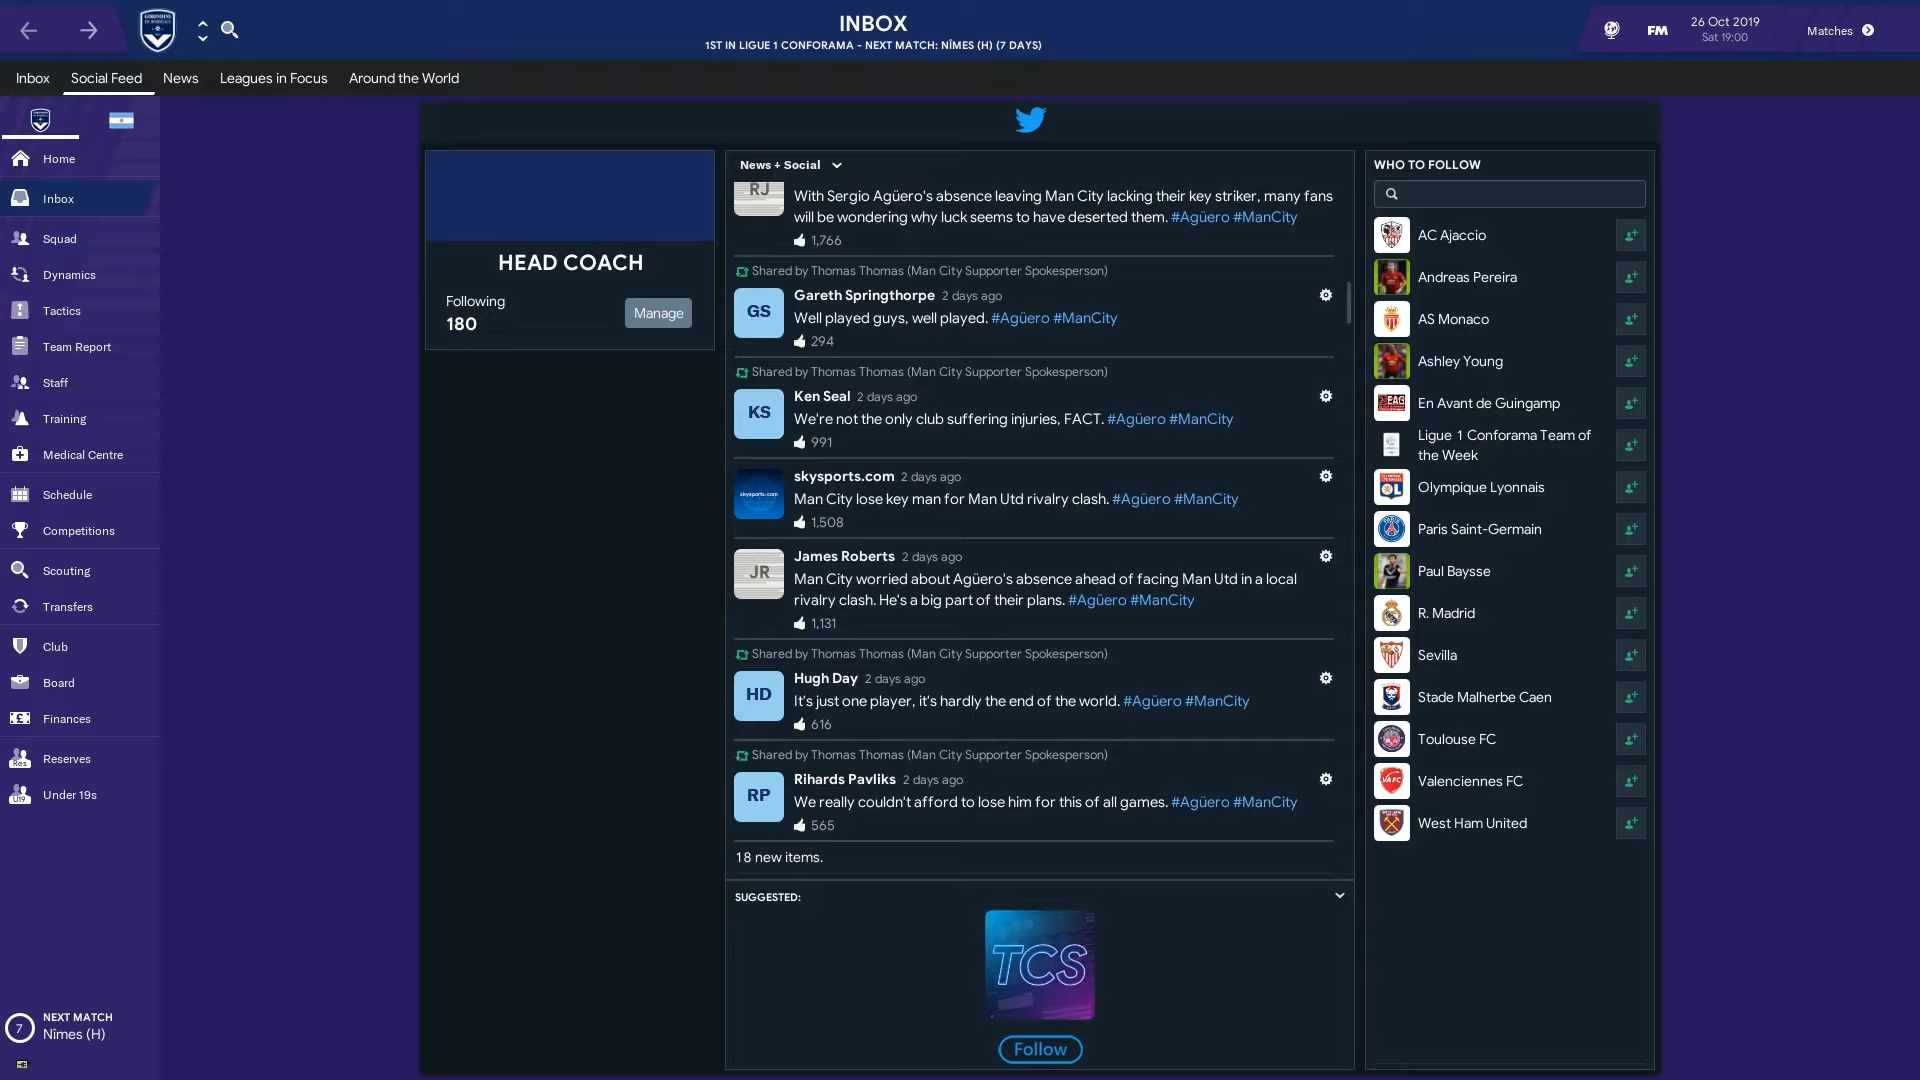 INBOX
1ST IN LIGUE 1 CONFORAMA - NEXT MATCH: NÎMES (H) (7 DAYS)
FM
26 Oct 2019
Sat 19:00
Matches
Inbox
Social Feed
News
Leagues in Focus
Around the World
Home
Inbox
Squad
Dynamics
Tactics
Team Report
Staff
Training
Medical Centre
Schedule
Competitions
Scouting
Transfers
Club
Board
Finances
Res
Reserves
U19
Under 19s
7
NEXT MATCH
Nîmes (H)
HEAD COACH
Following
180
Manage
News + Social
RJ
With Sergio Agüero's absence leaving Man City lacking their key striker, many fans
will be wondering why luck seems to have deserted them. #Agüero #ManCity
1,766
Shared by Thomas Thomas (Man City Supporter Spokesperson)
GS
Gareth Springthorpe 2 days ago
Well played guys, well played. #Agüero #ManCity
294
Shared by Thomas Thomas (Man City Supporter Spokesperson)
KS
Ken Seal 2 days ago
We're not the only club suffering injuries, FACT. #Agüero #ManCity
991
skysports.com
skysports.com 2 days ago
Man City lose key man for Man Utd rivalry clash. #Agüero #ManCity
1,508
JR
James Roberts 2 days ago
Man City worried about Agüero's absence ahead of facing Man Utd in a local
rivalry clash. He's a big part of their plans. #Agüero #ManCity
1,131
Shared by Thomas Thomas (Man City Supporter Spokesperson)
HD
Hugh Day 2 days ago
It's just one player, it's hardly the end of the world. #Agüero #ManCity
616
Shared by Thomas Thomas (Man City Supporter Spokesperson)
RP
Rihards Pavliks 2 days ago
We really couldn't afford to lose him for this of all games. #Agüero #ManCity
565
18 new items.
SUGGESTED:
TCS
Follow
WHO TO FOLLOW
AC Ajaccio
Andreas Pereira
AS Monaco
Ashley Young
EAG
En Avant de Guingamp
Ligue 1 Conforama Team of
the Week
OL
Olympique Lyonnais
Paris Saint-Germain
Paul Baysse
R. Madrid
Sevilla
Stade Malherbe Caen
Toulouse FC
VAFC
Valenciennes FC
West Ham United